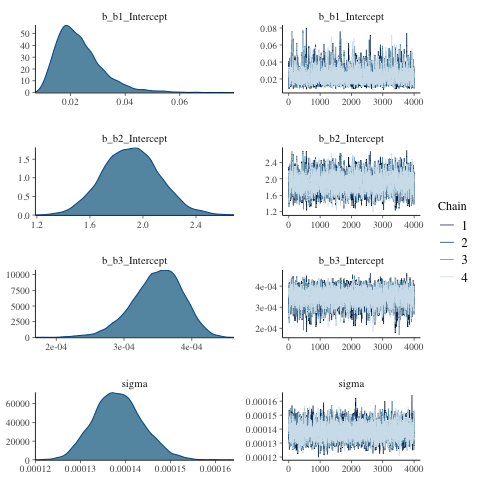 b_b1_Intercept
50
40
30
20
10
0
0.02 0.04 0.06
b_b1_Intercept
0.08
0.06
0.04
0.02
0 1000 2000 3000 4000
b_b2_Intercept
1.5
1.0
0.5
0.0
1.2 1.6 2.0 2.4
b_b2_Intercept
2.4
2.0
1.6
1.2
0 1000 2000 3000 4000
b_b3_Intercept
10000
7500
5000
2500
0
2e-04 3e-04 4e-04
b_b3_Intercept
4e-04
3e-04
2e-04
0 1000 2000 3000 4000
sigma
60000
40000
20000
0
0.00012 0.00013 0.00014 0.00015 0.00016
sigma
0.00016
0.00015
0.00014
0.00013
0.00012
0 1000 2000 3000 4000
Chain
1
2
3
4